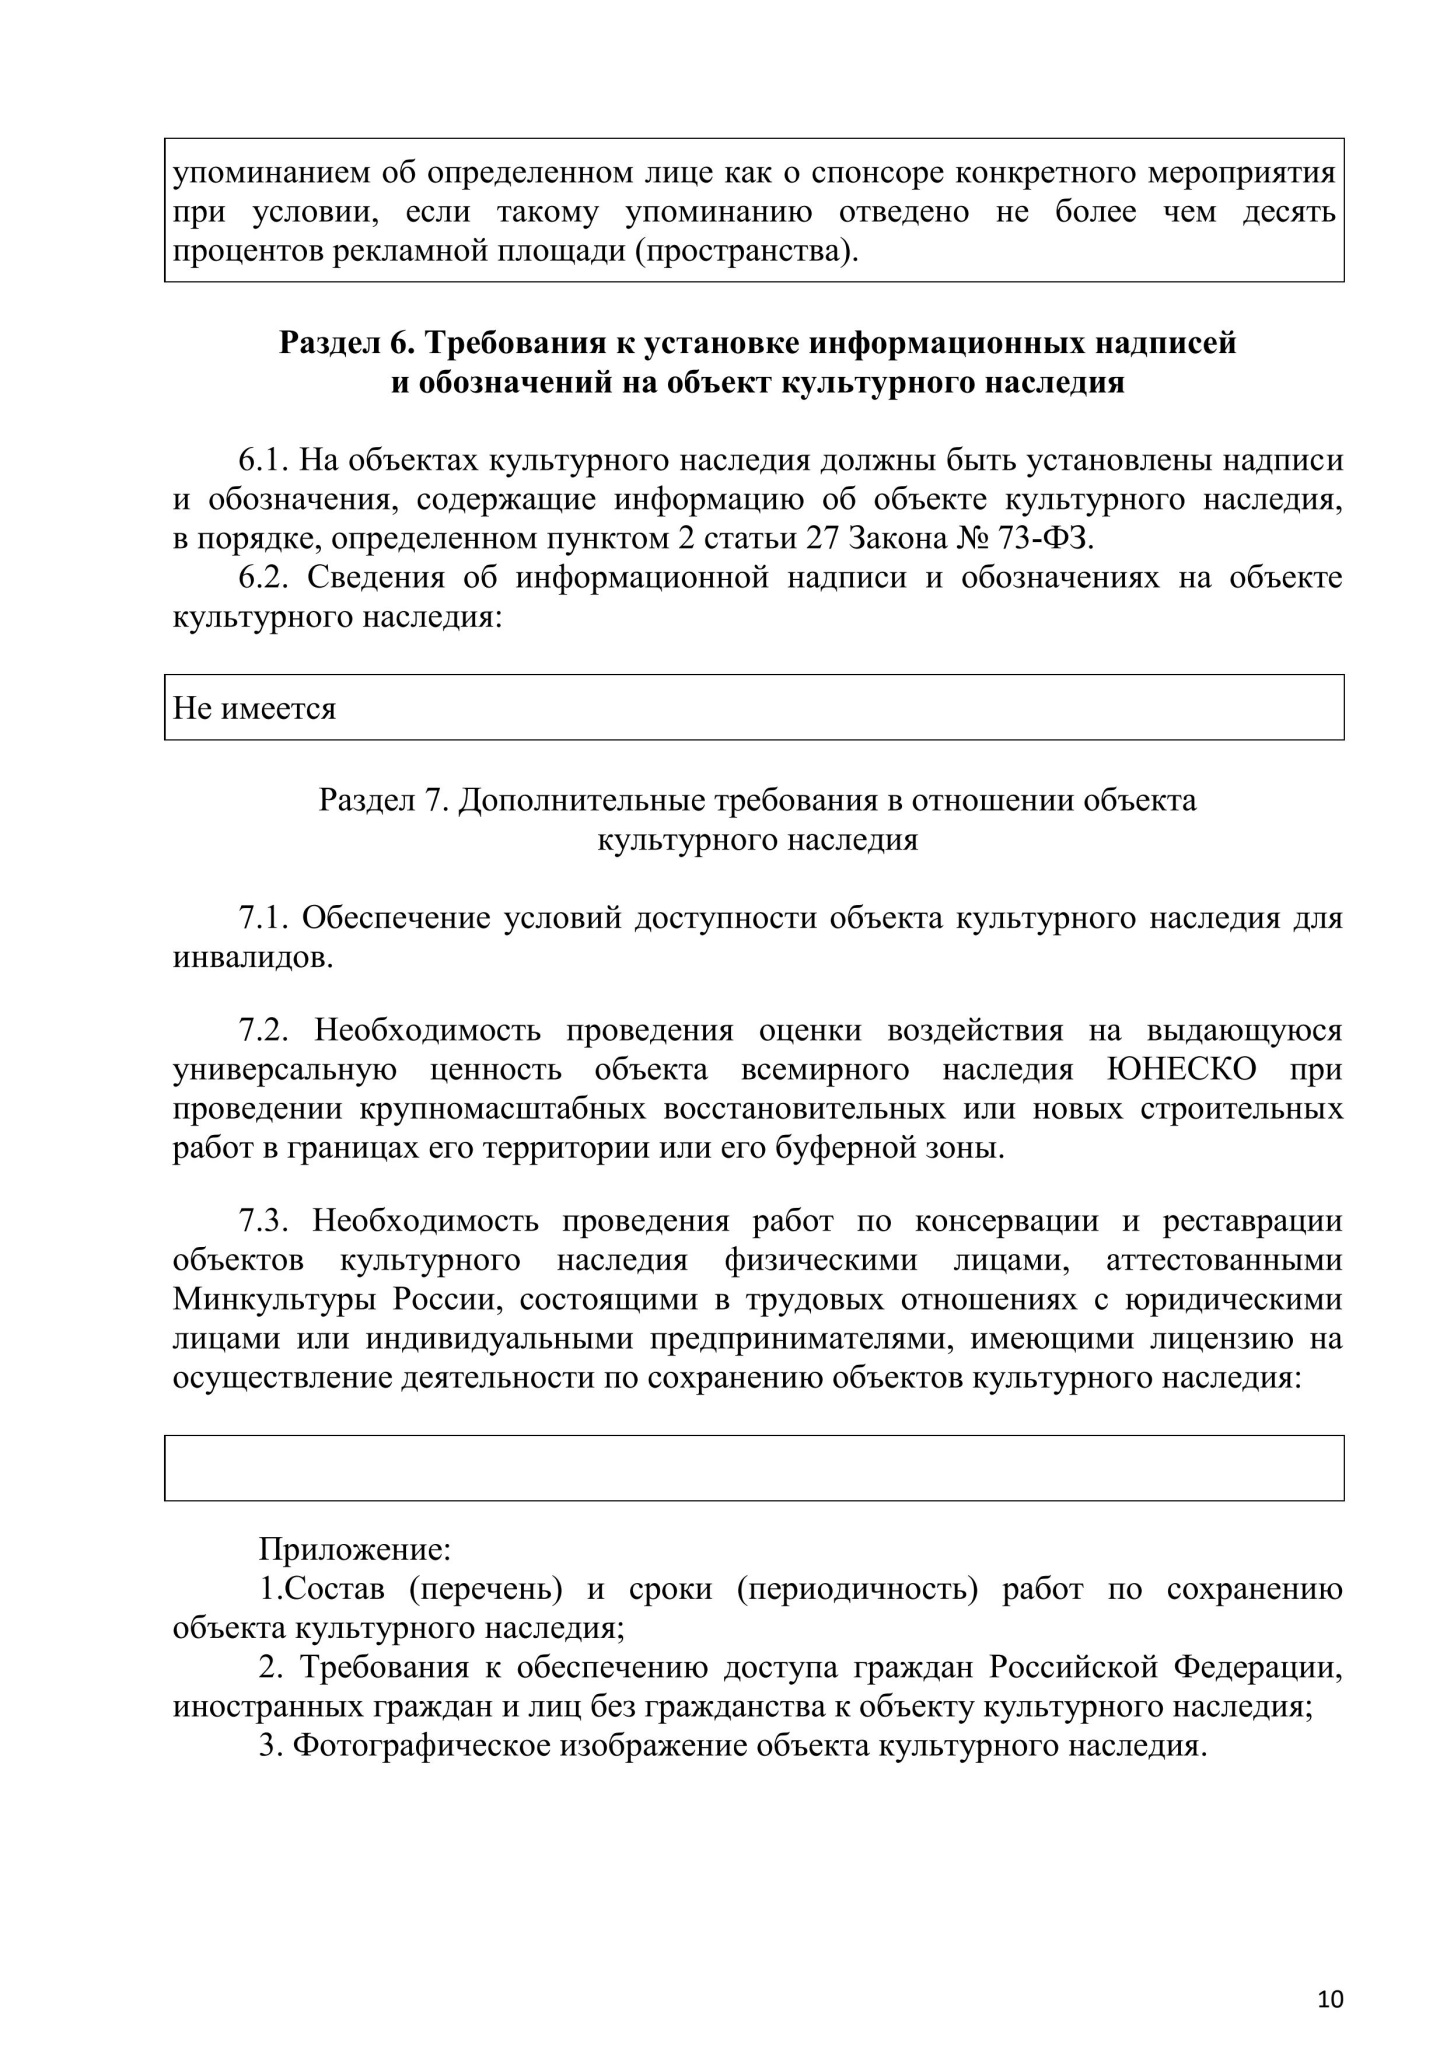 упоминанием об определенном лице как о спонсоре конкретного мероприятия
при условии, если такому упоминанию отведено не более чем десять
процентов рекламной площади (пространства).
Раздел 6. Требования к установке информационных надписей
и обозначений на объект культурного наследия
6.1. На объектах культурного наследия должны быть установлены надписи
и обозначения, содержащие информацию об объекте культурного наследия,
в порядке, определенном пунктом 2 статьи 27 Закона № 73-ФЗ.
6.2. Сведения об информационной надписи и обозначениях на объекте
культурного наследия:
Не имеется
Раздел 7. Дополнительные требования в отношении объекта
культурного наследия
7.1. Обеспечение условий доступности объекта культурного наследия для
инвалидов.
7.2. Необходимость проведения оценки воздействия на выдающуюся
универсальную ценность объекта всемирного наследия ЮНЕСКО при
проведении крупномасштабных восстановительных или новых строительных
работ в границах его территории или его буферной зоны.
7.3. Необходимость проведения работ по консервации и реставрации
объектов культурного наследия физическими лицами, аттестованными
Минкультуры России, состоящими в трудовых отношениях с юридическими
лицами или индивидуальными предпринимателями, имеющими лицензию на
осуществление деятельности по сохранению объектов культурного наследия:
Приложение:
1.Состав (перечень) и сроки (периодичность) работ по сохранению
объекта культурного наследия;
2. Требования к обеспечению доступа граждан Российской Федерации,
иностранных граждан и лиц без гражданства к объекту культурного наследия;
3. Фотографическое изображение объекта культурного наследия.
10